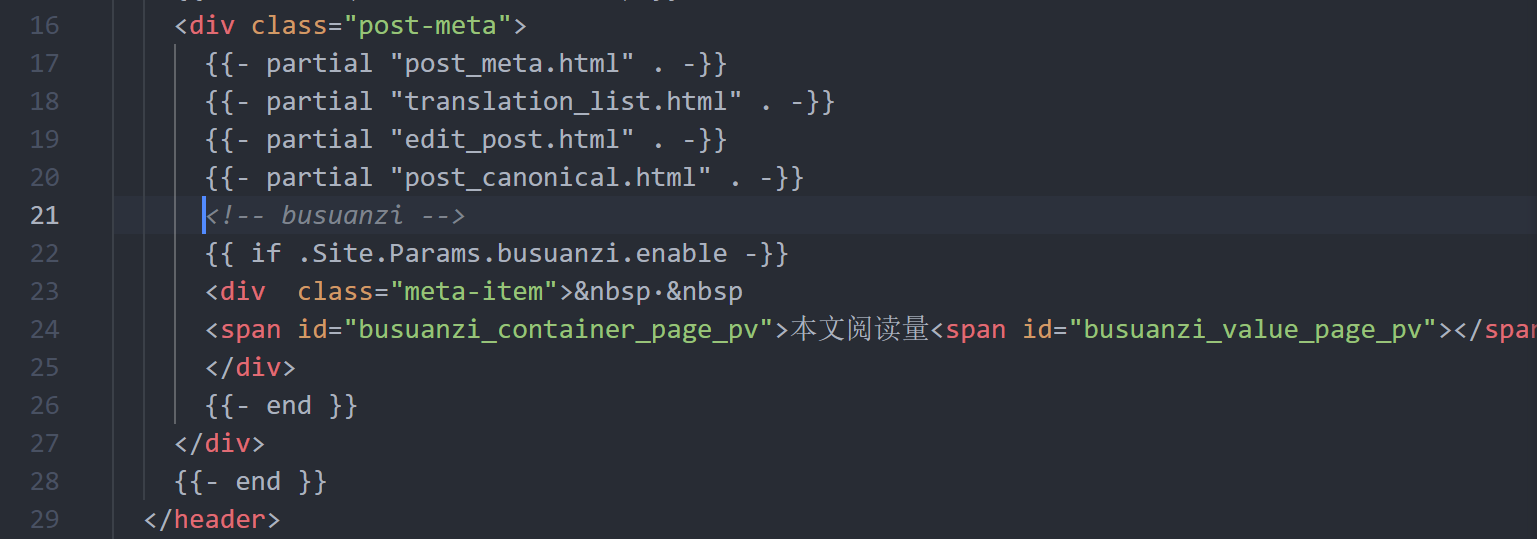 16 <div class="post-meta">
17 {{- partial "post_meta.html" . -}}
18 {{- partial "translation_list.html" . -}}
19 {{- partial "edit_post.html" . -}}
20 {{- partial "post_canonical.html" . -}}
21 <!-- busuanzi -->
22 {{ if .Site.Params.busuanzi.enable -}}
23 <div  class="meta-item">&nbsp·&nbsp
24 <span id="busuanzi_container_page_pv">本文阅读量<span id="busuanzi_value_page_pv"></span
25 </div>
26 {{- end }}
27 </div>
28 {{- end }}
29 </header>